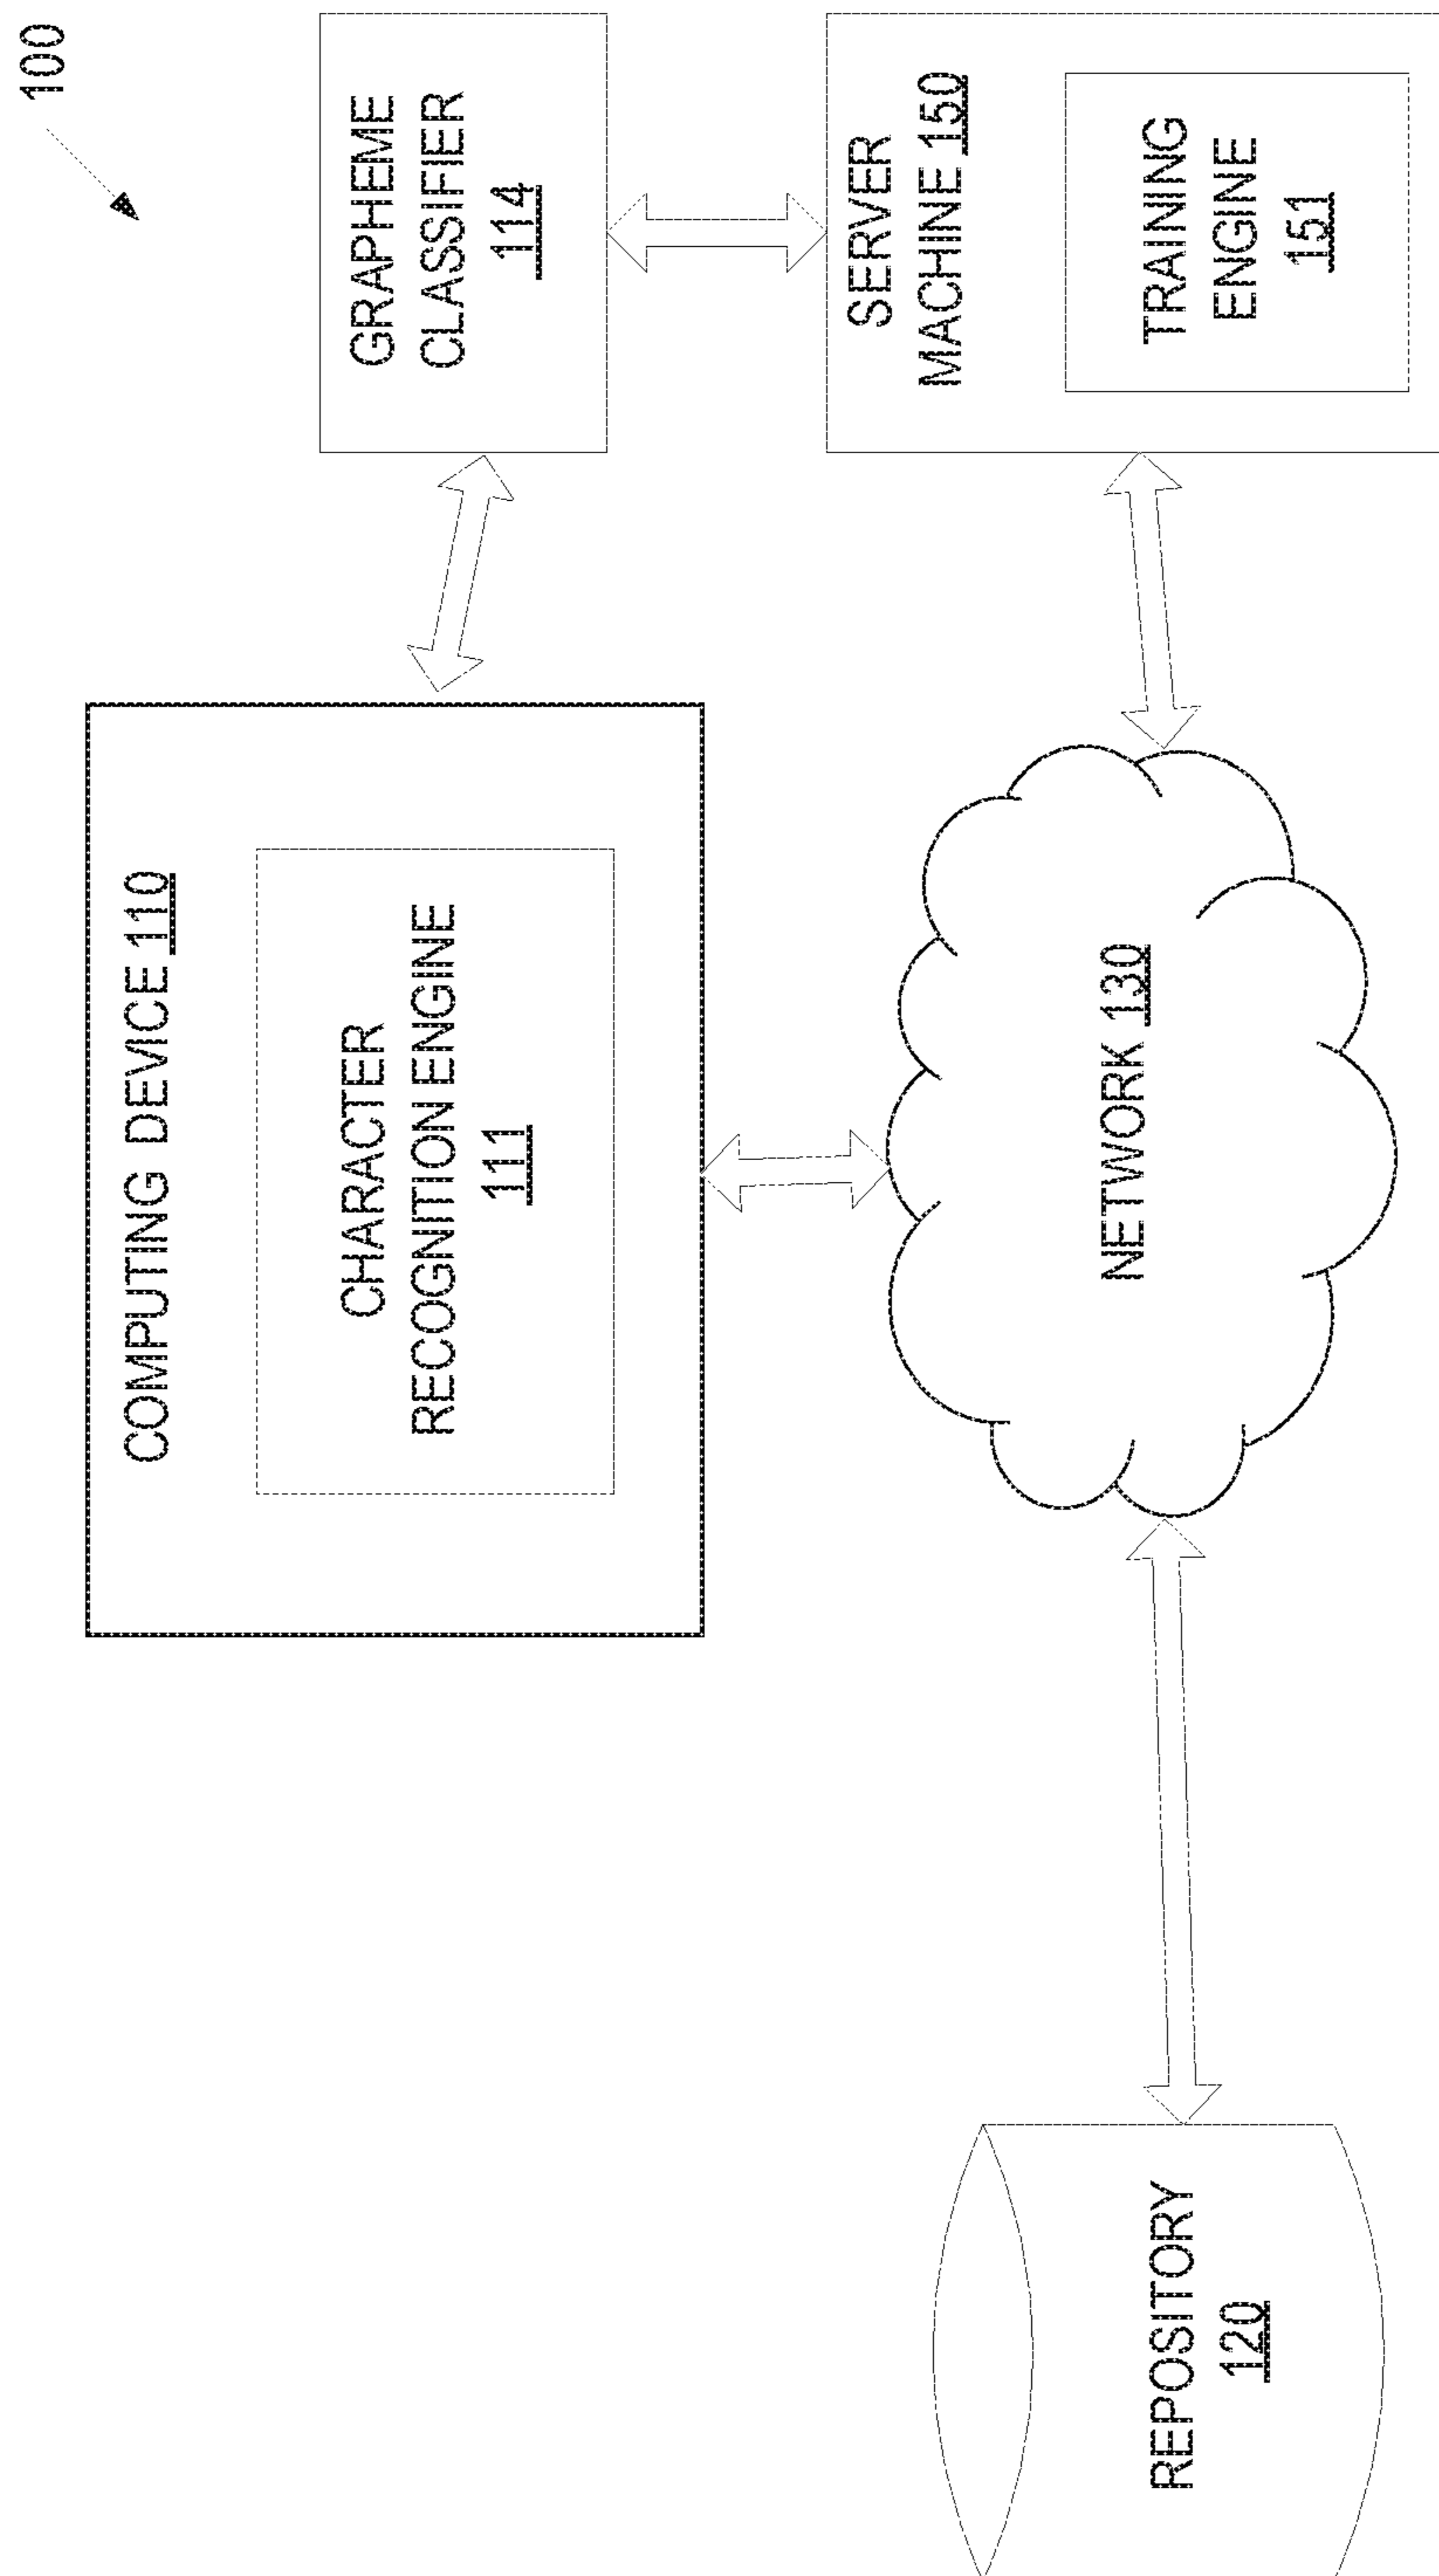 100
COMPUTING DEVICE 110
CHARACTER
RECOGNITION ENGINE
111
GRAPHEME
CLASSIFIER
114
REPOSITORY
120
NETWORK 130
SERVER
MACHINE 150
TRAINING
ENGINE
151